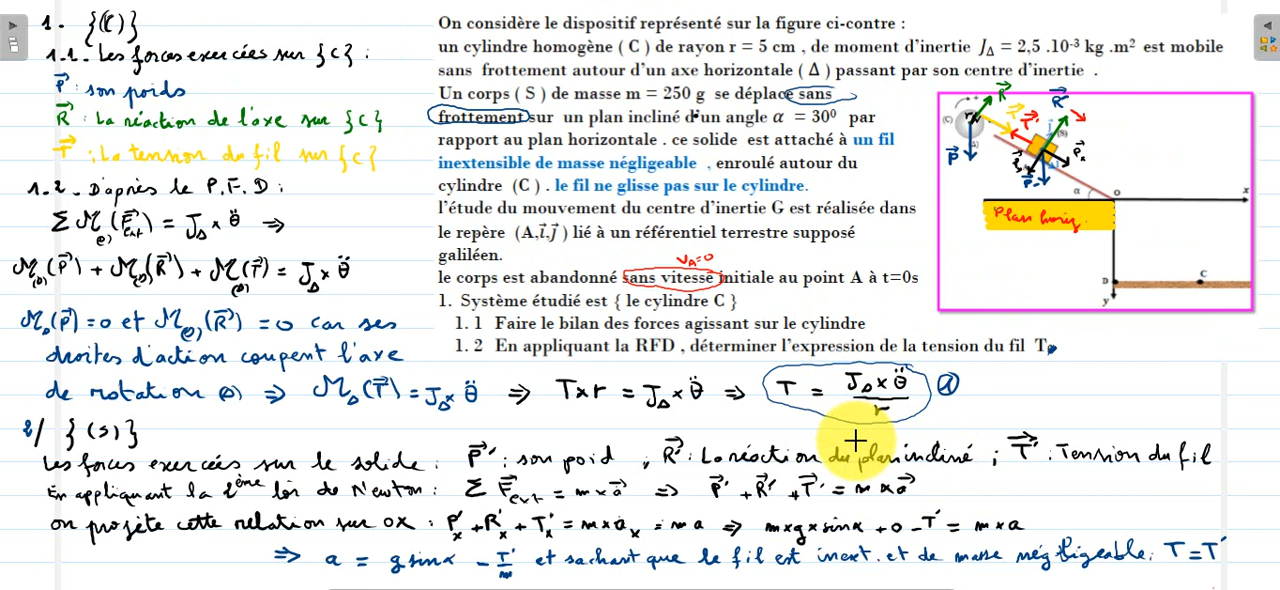 1. {(C)}
1.1. Les forces exercées sur {C} :
P⃗ : son poids
R⃗ : La réaction de l'axe sur {C}
T⃗ : La tension du fil sur {C}
1.2. D'après le P.F.D :
Σ M(Δ)(F⃗ext) = JΔ × θ̈ ⇒
M(Δ)(P⃗) + M(Δ)(R⃗) + M(Δ)(T⃗) = JΔ × θ̈
MΔ(P⃗) = 0 et M(Δ)(R⃗) = 0 car ses
droites d'action coupent l'axe
de rotation (Δ) ⇒ MΔ(T⃗) = JΔ × θ̈ ⇒ T × r = JΔ × θ̈ ⇒ T = JΔ × θ̈ / r
On considère le dispositif représenté sur la figure ci-contre :
un cylindre homogène ( C ) de rayon r = 5 cm , de moment d'inertie JΔ = 2,5 .10⁻³ kg .m² est mobile
sans frottement autour d'un axe horizontale ( Δ ) passant par son centre d'inertie .
Un corps ( S ) de masse m = 250 g se déplace sans
frottement sur un plan incliné d'un angle α = 30⁰ par
rapport au plan horizontale . ce solide est attaché à un fil
inextensible de masse négligeable , enroulé autour du
cylindre (C) . le fil ne glisse pas sur le cylindre.
l'étude du mouvement du centre d'inertie G est réalisée dans
le repère (A,i⃗,j⃗ ) lié à un référentiel terrestre supposé
galiléen.
V_A=0
le corps est abandonné sans vitesse initiale au point A à t=0s
1. Système étudié est { le cylindre C }
1. 1 Faire le bilan des forces agissant sur le cylindre
1. 2 En appliquant la RFD , déterminer l'expression de la tension du fil T
(C)
R⃗
T⃗
P⃗
R⃗'
T⃗'
(S)
P⃗'
α
O
x
Plan horiz.
D
C
y
2/ {(S)}
Les forces exercées sur le solide : P⃗' : son poid , R⃗' : La réaction du plan incliné ; T⃗' : Tension du fil
En appliquant la 2ème loi de Newton : Σ F⃗ext = m × a⃗ ⇒ P⃗' + R⃗' + T⃗' = m × a⃗
on projète cette relation sur ox : P'x + R'x + T'x = m × ax = m a ⇒ m × g × sinα + 0 - T' = m × a
⇒ a = g sinα - T'/m et sachant que le fil est inext. et de masse négligeable : T = T'